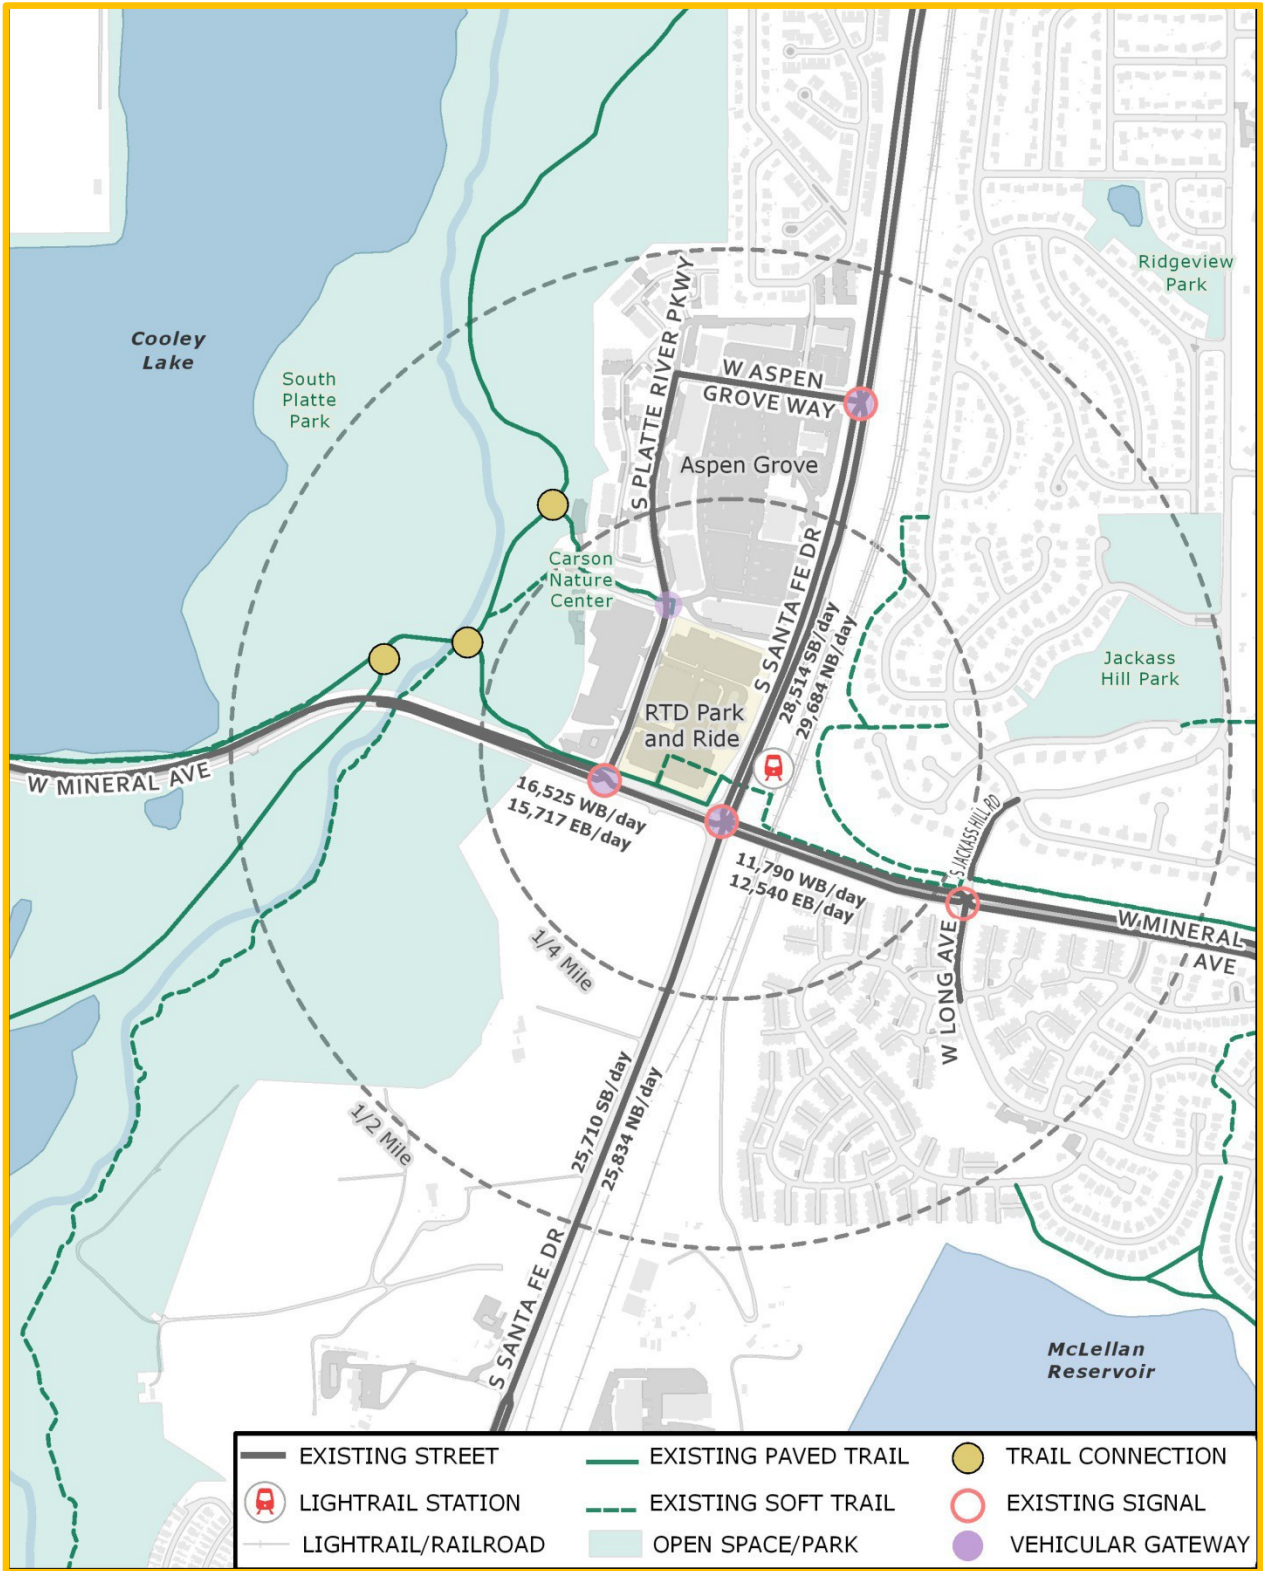 Ridgeview
Park
Cooley
Lake
South
Platte
Park
S PLATTE RIVER PKWY
W ASPEN
GROVE WAY
Aspen Grove
Carson
Nature
Center
S SANTA FE DR
28,514 SB/day
29,684 NB/day
Jackass
Hill Park
RTD Park
and Ride
W MINERAL AVE
16,525 WB/day
15,717 EB/day
S JACKASS HILL RD
11,790 WB/day
12,540 EB/day
W MINERAL
AVE
W LONG AVE
1/4 Mile
1/2 Mile
25,710 SB/day
25,834 NB/day
S SANTA FE DR
McLellan
Reservoir
EXISTING STREET
EXISTING PAVED TRAIL
TRAIL CONNECTION
LIGHTRAIL STATION
EXISTING SOFT TRAIL
EXISTING SIGNAL
LIGHTRAIL/RAILROAD
OPEN SPACE/PARK
VEHICULAR GATEWAY